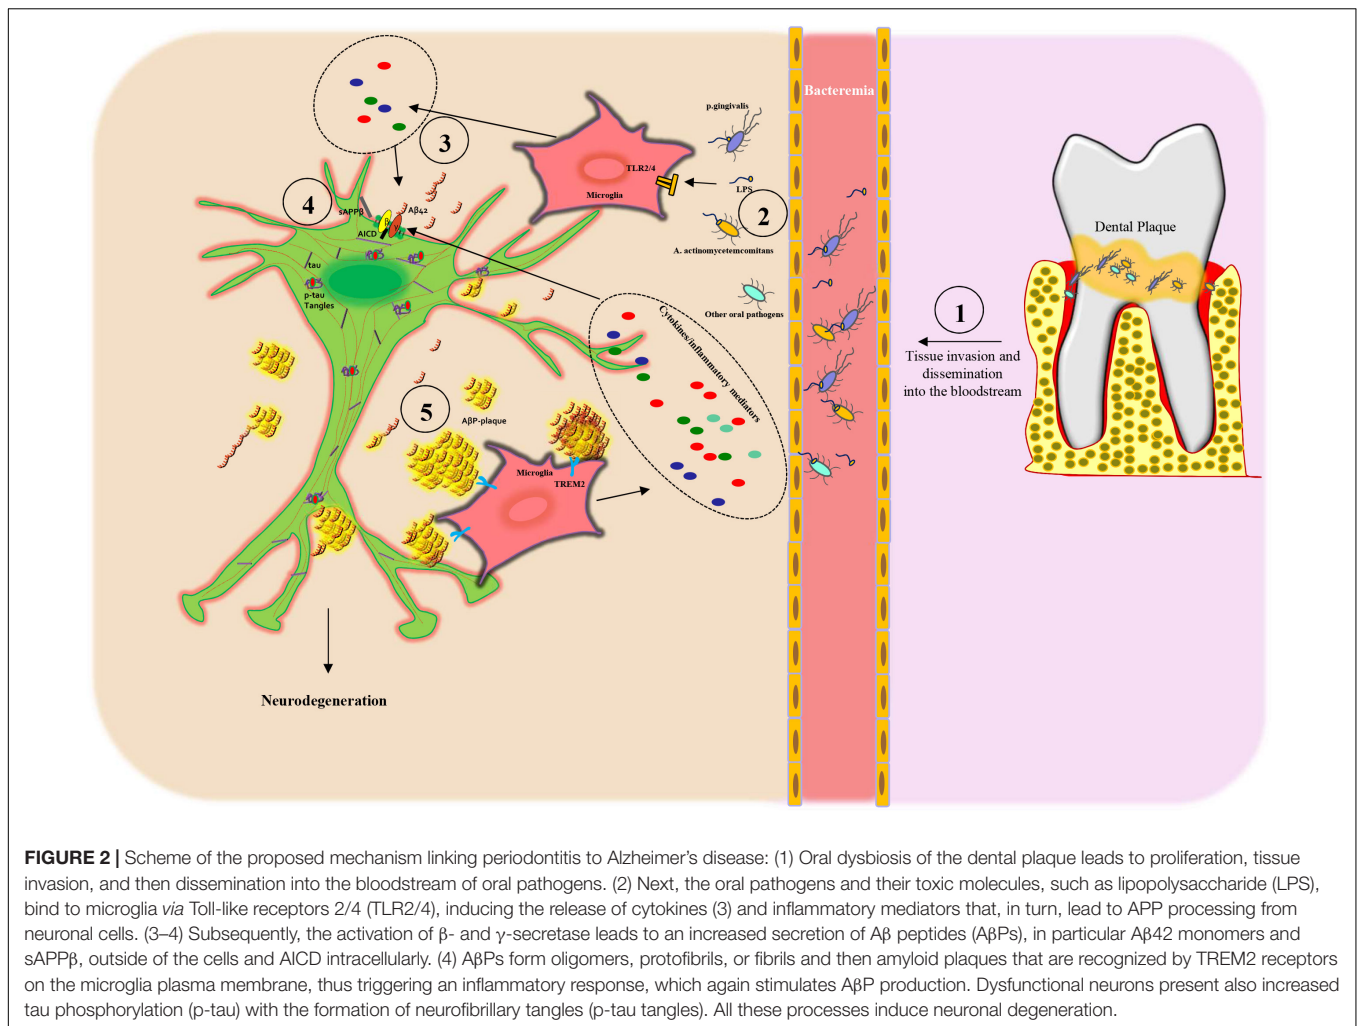 Bacteremia
p.gingivalis
3
TLR2/4
Microglia
LPS
2
4
sAPPβ
Aβ42
β
γ
AICD
A. actinomycetemcomitans
Dental Plaque
tau
p-tau
Tangles
Other oral pathogens
1
Cytokines/inflammatory mediators
Tissue invasion and
dissemination
into the bloodstream
5
AβP-plaque
Microglia
TREM2
Neurodegeneration
FIGURE 2 | Scheme of the proposed mechanism linking periodontitis to Alzheimer's disease: (1) Oral dysbiosis of the dental plaque leads to proliferation, tissue
invasion, and then dissemination into the bloodstream of oral pathogens. (2) Next, the oral pathogens and their toxic molecules, such as lipopolysaccharide (LPS),
bind to microglia via Toll-like receptors 2/4 (TLR2/4), inducing the release of cytokines (3) and inflammatory mediators that, in turn, lead to APP processing from
neuronal cells. (3–4) Subsequently, the activation of β- and γ-secretase leads to an increased secretion of Aβ peptides (AβPs), in particular Aβ42 monomers and
sAPPβ, outside of the cells and AICD intracellularly. (4) AβPs form oligomers, protofibrils, or fibrils and then amyloid plaques that are recognized by TREM2 receptors
on the microglia plasma membrane, thus triggering an inflammatory response, which again stimulates AβP production. Dysfunctional neurons present also increased
tau phosphorylation (p-tau) with the formation of neurofibrillary tangles (p-tau tangles). All these processes induce neuronal degeneration.